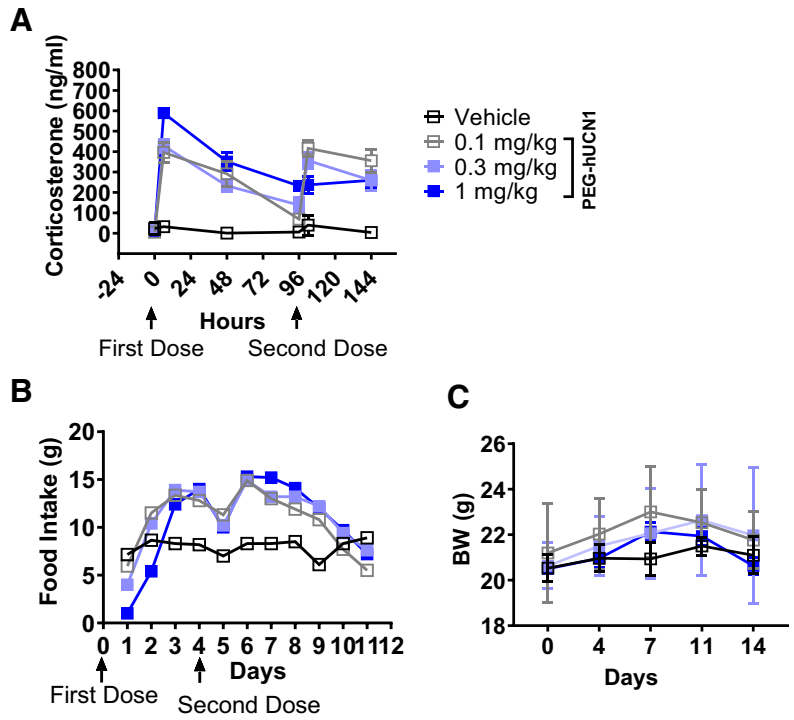 A
Corticosterone (ng/ml)
800
700
600
500
400
300
200
100
0
-24 0 24 48 72 96 120 144
Hours
First Dose Second Dose
Vehicle
0.1 mg/kg
0.3 mg/kg
1 mg/kg
PEG-hUCN1
B
Food Intake (g)
20
15
10
5
0
0 1 2 3 4 5 6 7 8 9 10 11 12
Days
First Dose Second Dose
C
BW (g)
26
24
22
20
18
0 4 7 11 14
Days